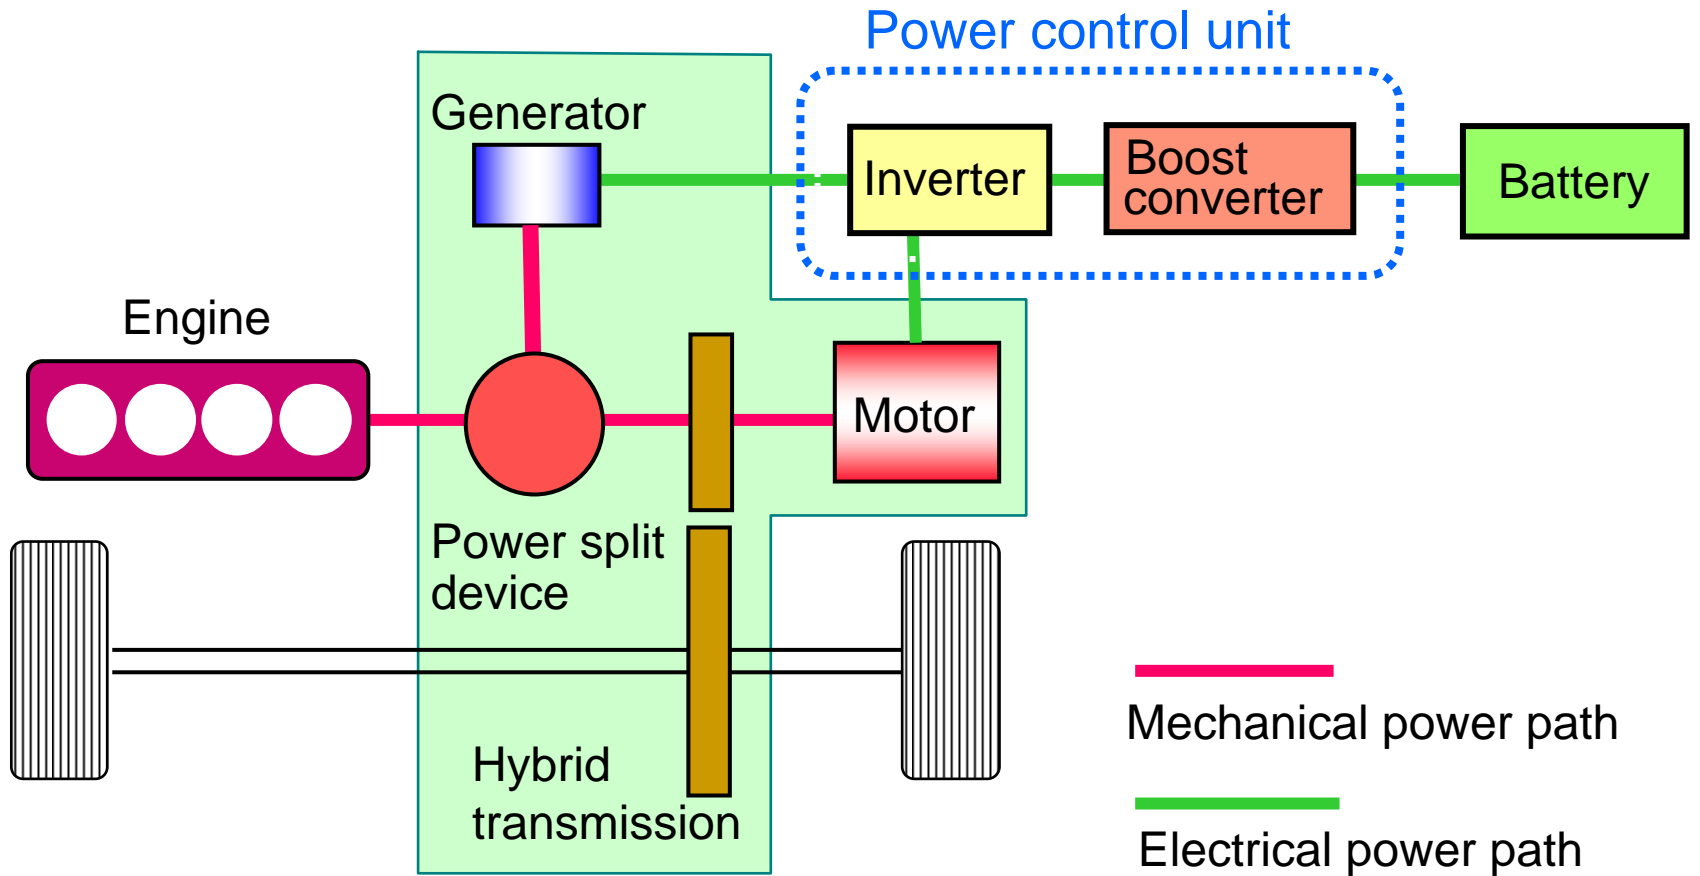 Power control unit
Generator
Inverter
Boost
converter
Battery
Engine
Motor
Power split
device
Hybrid
transmission
Mechanical power path
Electrical power path